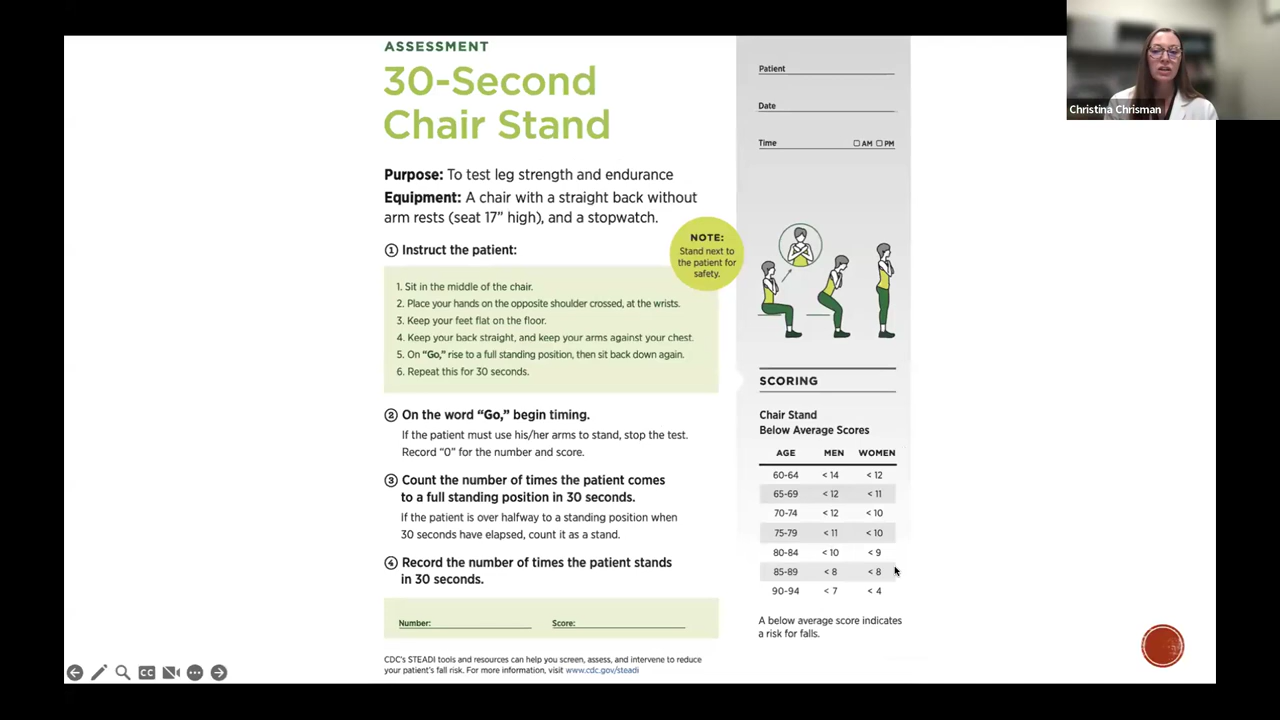 ASSESSMENT
30-Second
Chair Stand
Purpose: To test leg strength and endurance
Equipment: A chair with a straight back without
arm rests (seat 17” high), and a stopwatch.
① Instruct the patient:
1. Sit in the middle of the chair.
2. Place your hands on the opposite shoulder crossed, at the wrists.
3. Keep your feet flat on the floor.
4. Keep your back straight, and keep your arms against your chest.
5. On “Go,” rise to a full standing position, then sit back down again.
6. Repeat this for 30 seconds.
NOTE:
Stand next to
the patient for
safety.
② On the word “Go,” begin timing.
If the patient must use his/her arms to stand, stop the test.
Record “0” for the number and score.
③ Count the number of times the patient comes
to a full standing position in 30 seconds.
If the patient is over halfway to a standing position when
30 seconds have elapsed, count it as a stand.
④ Record the number of times the patient stands
in 30 seconds.
Number: Score:
CDC’s STEADI tools and resources can help you screen, assess, and intervene to reduce
your patient’s fall risk. For more information, visit www.cdc.gov/steadi
Patient
Date
Time AM PM
SCORING
Chair Stand
Below Average Scores
AGE MEN WOMEN
60-64 < 14 < 12
65-69 < 12 < 11
70-74 < 12 < 10
75-79 < 11 < 10
80-84 < 10 < 9
85-89 < 8 < 8
90-94 < 7 < 4
A below average score indicates
a risk for falls.
Christina Chrisman
CC